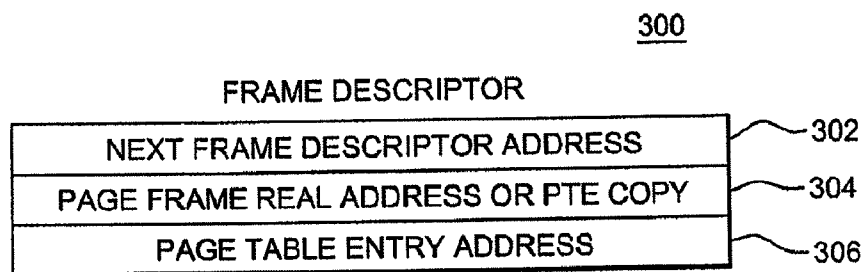 300
FRAME DESCRIPTOR
NEXT FRAME DESCRIPTOR ADDRESS 302
PAGE FRAME REAL ADDRESS OR PTE COPY 304
PAGE TABLE ENTRY ADDRESS 306